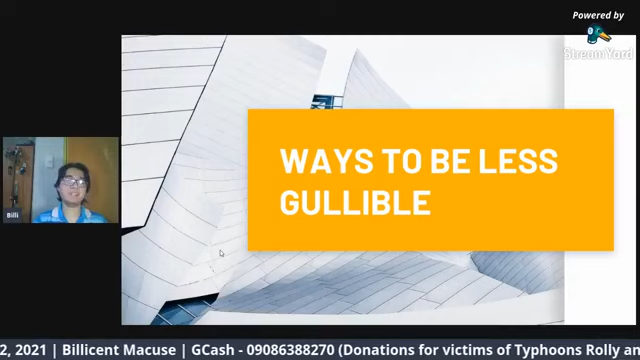 Powered by
StreamYard
WAYS TO BE LESS
GULLIBLE
Billi
2, 2021 | Billicent Macuse | GCash - 09086388270 (Donations for victims of Typhoons Rolly an